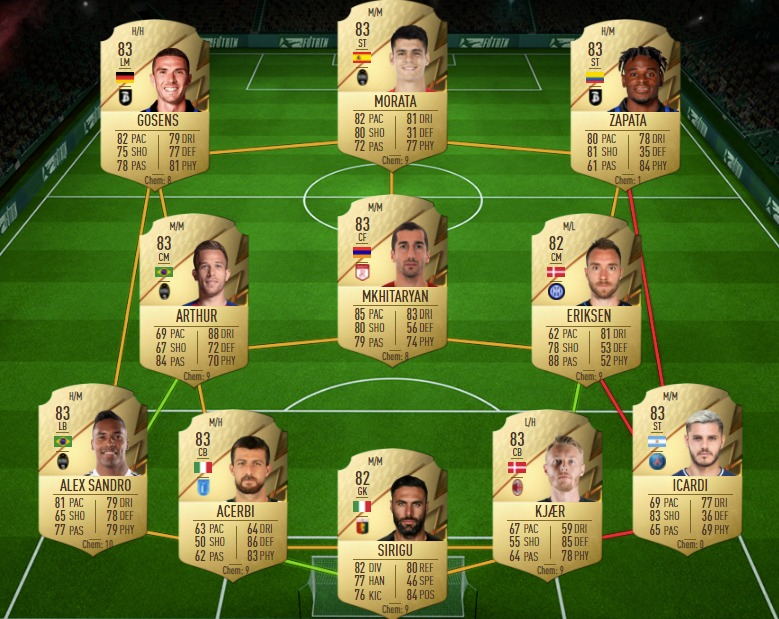 H/H
83
LM
GOSENS
82 PAC 79 DRI
75 SHO 77 DEF
78 PAS 81 PHY
Chem: 8
M/M
83
ST
MORATA
82 PAC 81 DRI
80 SHO 31 DEF
72 PAS 77 PHY
Chem: 9
M/M
83
ST
ZAPATA
80 PAC 78 DRI
81 SHO 35 DEF
61 PAS 84 PHY
Chem: 1
M/M
83
CM
ARTHUR
69 PAC 88 DRI
67 SHO 72 DEF
84 PAS 70 PHY
Chem: 9
M/M
83
CF
MKHITARYAN
85 PAC 83 DRI
80 SHO 56 DEF
79 PAS 74 PHY
Chem: 8
M/L
82
CM
ERIKSEN
62 PAC 81 DRI
78 SHO 53 DEF
88 PAS 52 PHY
Chem: 9
H/M
83
LB
ALEX SANDRO
81 PAC 79 DRI
65 SHO 78 DEF
77 PAS 79 PHY
Chem: 10
M/H
83
CB
ACERBI
63 PAC 64 DRI
50 SHO 86 DEF
62 PAS 83 PHY
Chem: 9
M/M
82
GK
SIRIGU
82 DIV 80 REF
77 HAN 46 SPE
76 KIC 84 POS
Chem: 9
L/H
83
CB
KJÆR
67 PAC 59 DRI
55 SHO 85 DEF
64 PAS 78 PHY
Chem: 9
M/M
83
ST
ICARDI
69 PAC 77 DRI
83 SHO 36 DEF
65 PAS 69 PHY
Chem: 0